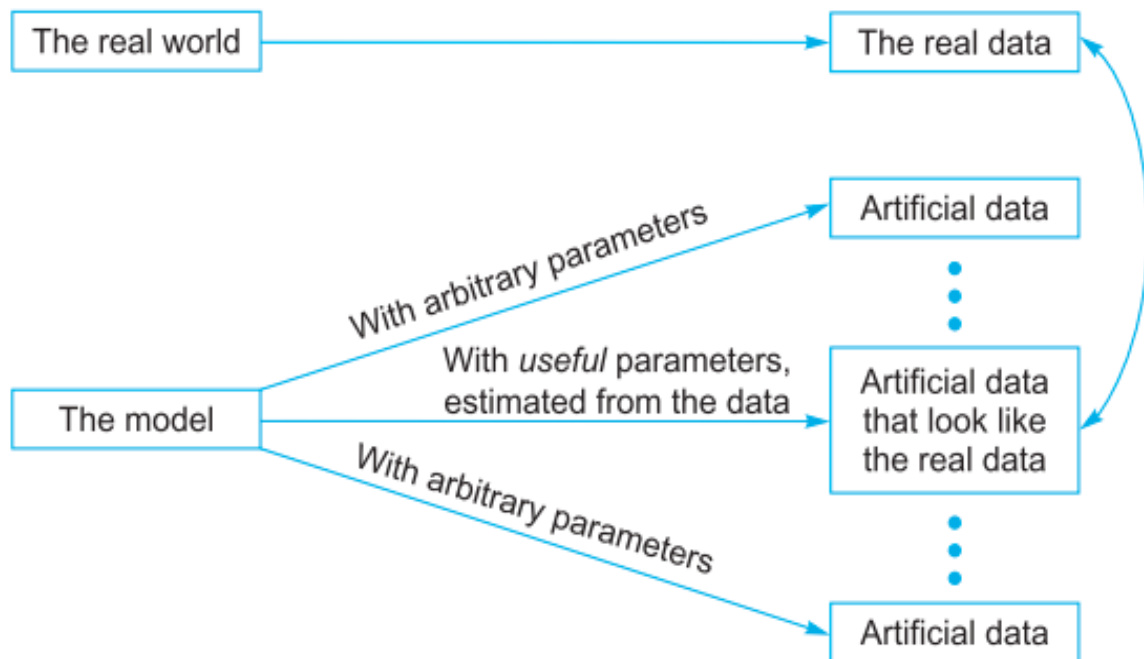 The real world
The real data
Artificial data
With arbitrary parameters
With useful parameters,
estimated from the data
The model
Artificial data
that look like
the real data
With arbitrary parameters
Artificial data